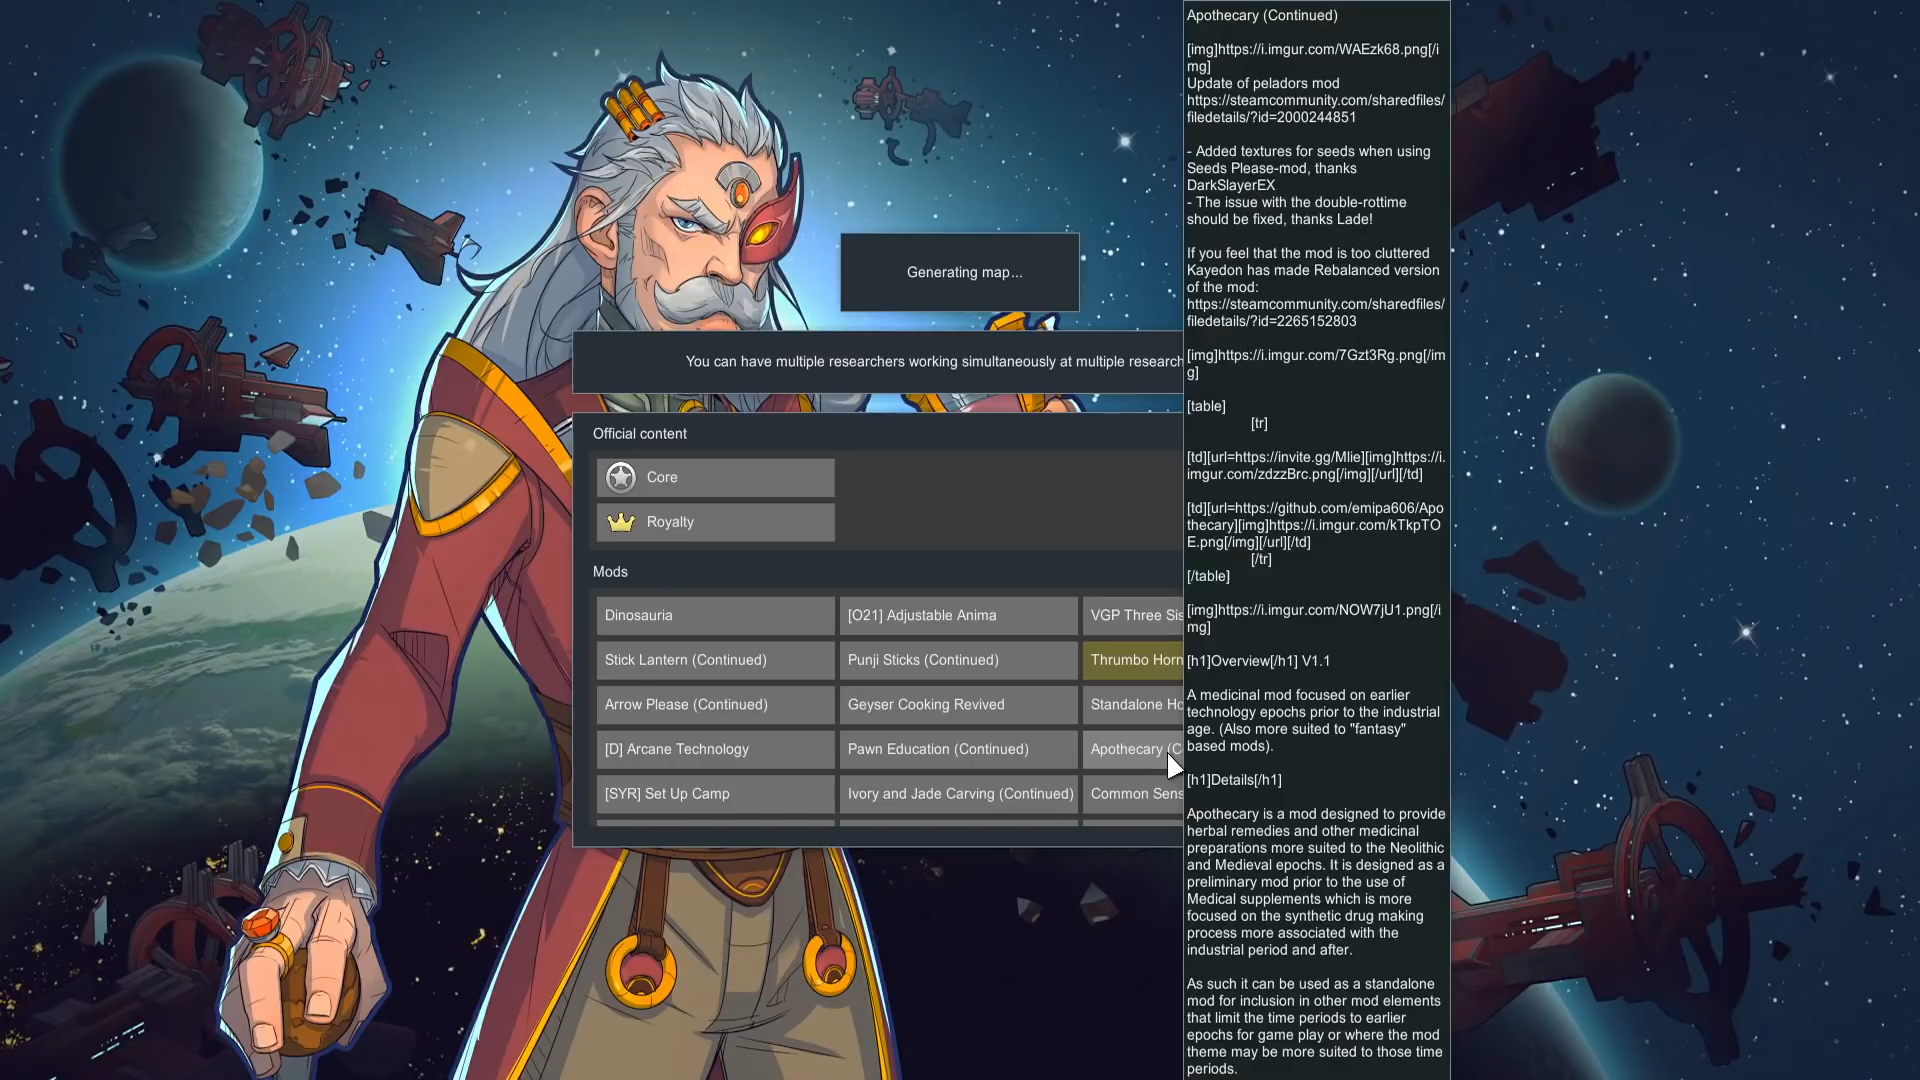 Generating map...
You can have multiple researchers working simultaneously at multiple research
Official content
Core
Royalty
Mods
Dinosauria
[O21] Adjustable Anima
VGP Three Sis
Stick Lantern (Continued)
Punji Sticks (Continued)
Thrumbo Horn
Arrow Please (Continued)
Geyser Cooking Revived
Standalone Ho
[D] Arcane Technology
Pawn Education (Continued)
Apothecary (C
[SYR] Set Up Camp
Ivory and Jade Carving (Continued)
Common Sens
Apothecary (Continued)
[img]https://i.imgur.com/WAEzk68.png[/i
mg]
Update of peladors mod
https://steamcommunity.com/sharedfiles/
filedetails/?id=2000244851
- Added textures for seeds when using
Seeds Please-mod, thanks
DarkSlayerEX
- The issue with the double-rottime
should be fixed, thanks Lade!
If you feel that the mod is too cluttered
Kayedon has made Rebalanced version
of the mod:
https://steamcommunity.com/sharedfiles/
filedetails/?id=2265152803
[img]https://i.imgur.com/7Gzt3Rg.png[/im
g]
[table]
[tr]
[td][url=https://invite.gg/Mlie][img]https://i.
imgur.com/zdzzBrc.png[/img][/url][/td]
[td][url=https://github.com/emipa606/Apo
thecary][img]https://i.imgur.com/kTkpTO
E.png[/img][/url][/td]
[/tr]
[/table]
[img]https://i.imgur.com/NOW7jU1.png[/i
mg]
[h1]Overview[/h1] V1.1
A medicinal mod focused on earlier
technology epochs prior to the industrial
age. (Also more suited to "fantasy"
based mods).
[h1]Details[/h1]
Apothecary is a mod designed to provide
herbal remedies and other medicinal
preparations more suited to the Neolithic
and Medieval epochs. It is designed as a
preliminary mod prior to the use of
Medical supplements which is more
focused on the synthetic drug making
process more associated with the
industrial period and after.
As such it can be used as a standalone
mod for inclusion in other mod elements
that limit the time periods to earlier
epochs for game play or where the mod
theme may be more suited to those time
periods.